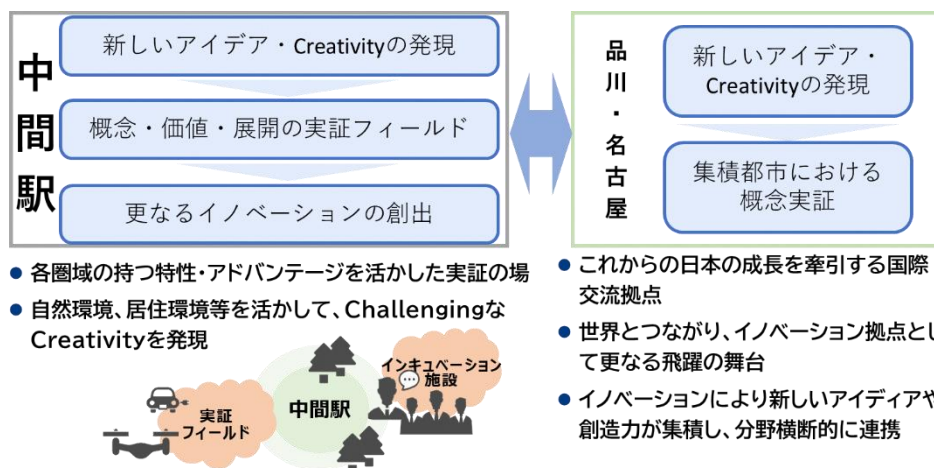 中間駅
新しいアイデア・Creativityの発現
概念・価値・展開の実証フィールド
更なるイノベーションの創出
品川・名古屋
新しいアイデア・
Creativityの発現
集積都市における
概念実証
● 各圏域の持つ特性・アドバンテージを活かした実証の場
● 自然環境、居住環境等を活かして、Challengingな
Creativityを発現
実証
フィールド
中間駅
インキュベーション
施設
● これからの日本の成長を牽引する国際
交流拠点
● 世界とつながり、イノベーション拠点とし
て更なる飛躍の舞台
● イノベーションにより新しいアイディアや
創造力が集積し、分野横断的に連携